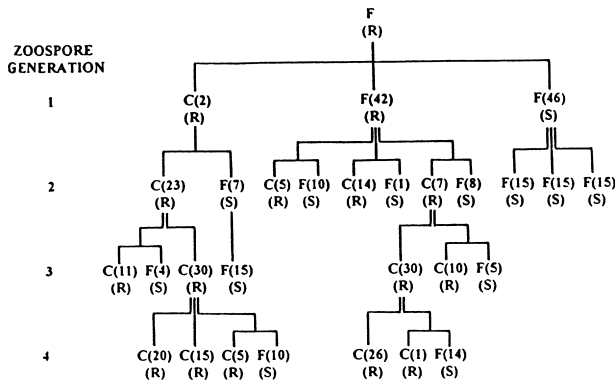 F
(R)
ZOOSPORE
GENERATION
1 C(2) F(42) F(46)
(R) (R) (S)
2 C(23) F(7) C(5) F(10) C(14) F(1) C(7) F(8) F(15) F(15) F(15)
(R) (S) (R) (S) (R) (S) (R) (S) (S) (S) (S)
3 C(11) F(4) C(30) F(15) C(30) C(10) F(5)
(R) (S) (R) (S) (R) (R) (S)
4 C(20) C(15) C(5) F(10) C(26) C(1) F(14)
(R) (R) (R) (S) (R) (R) (S)